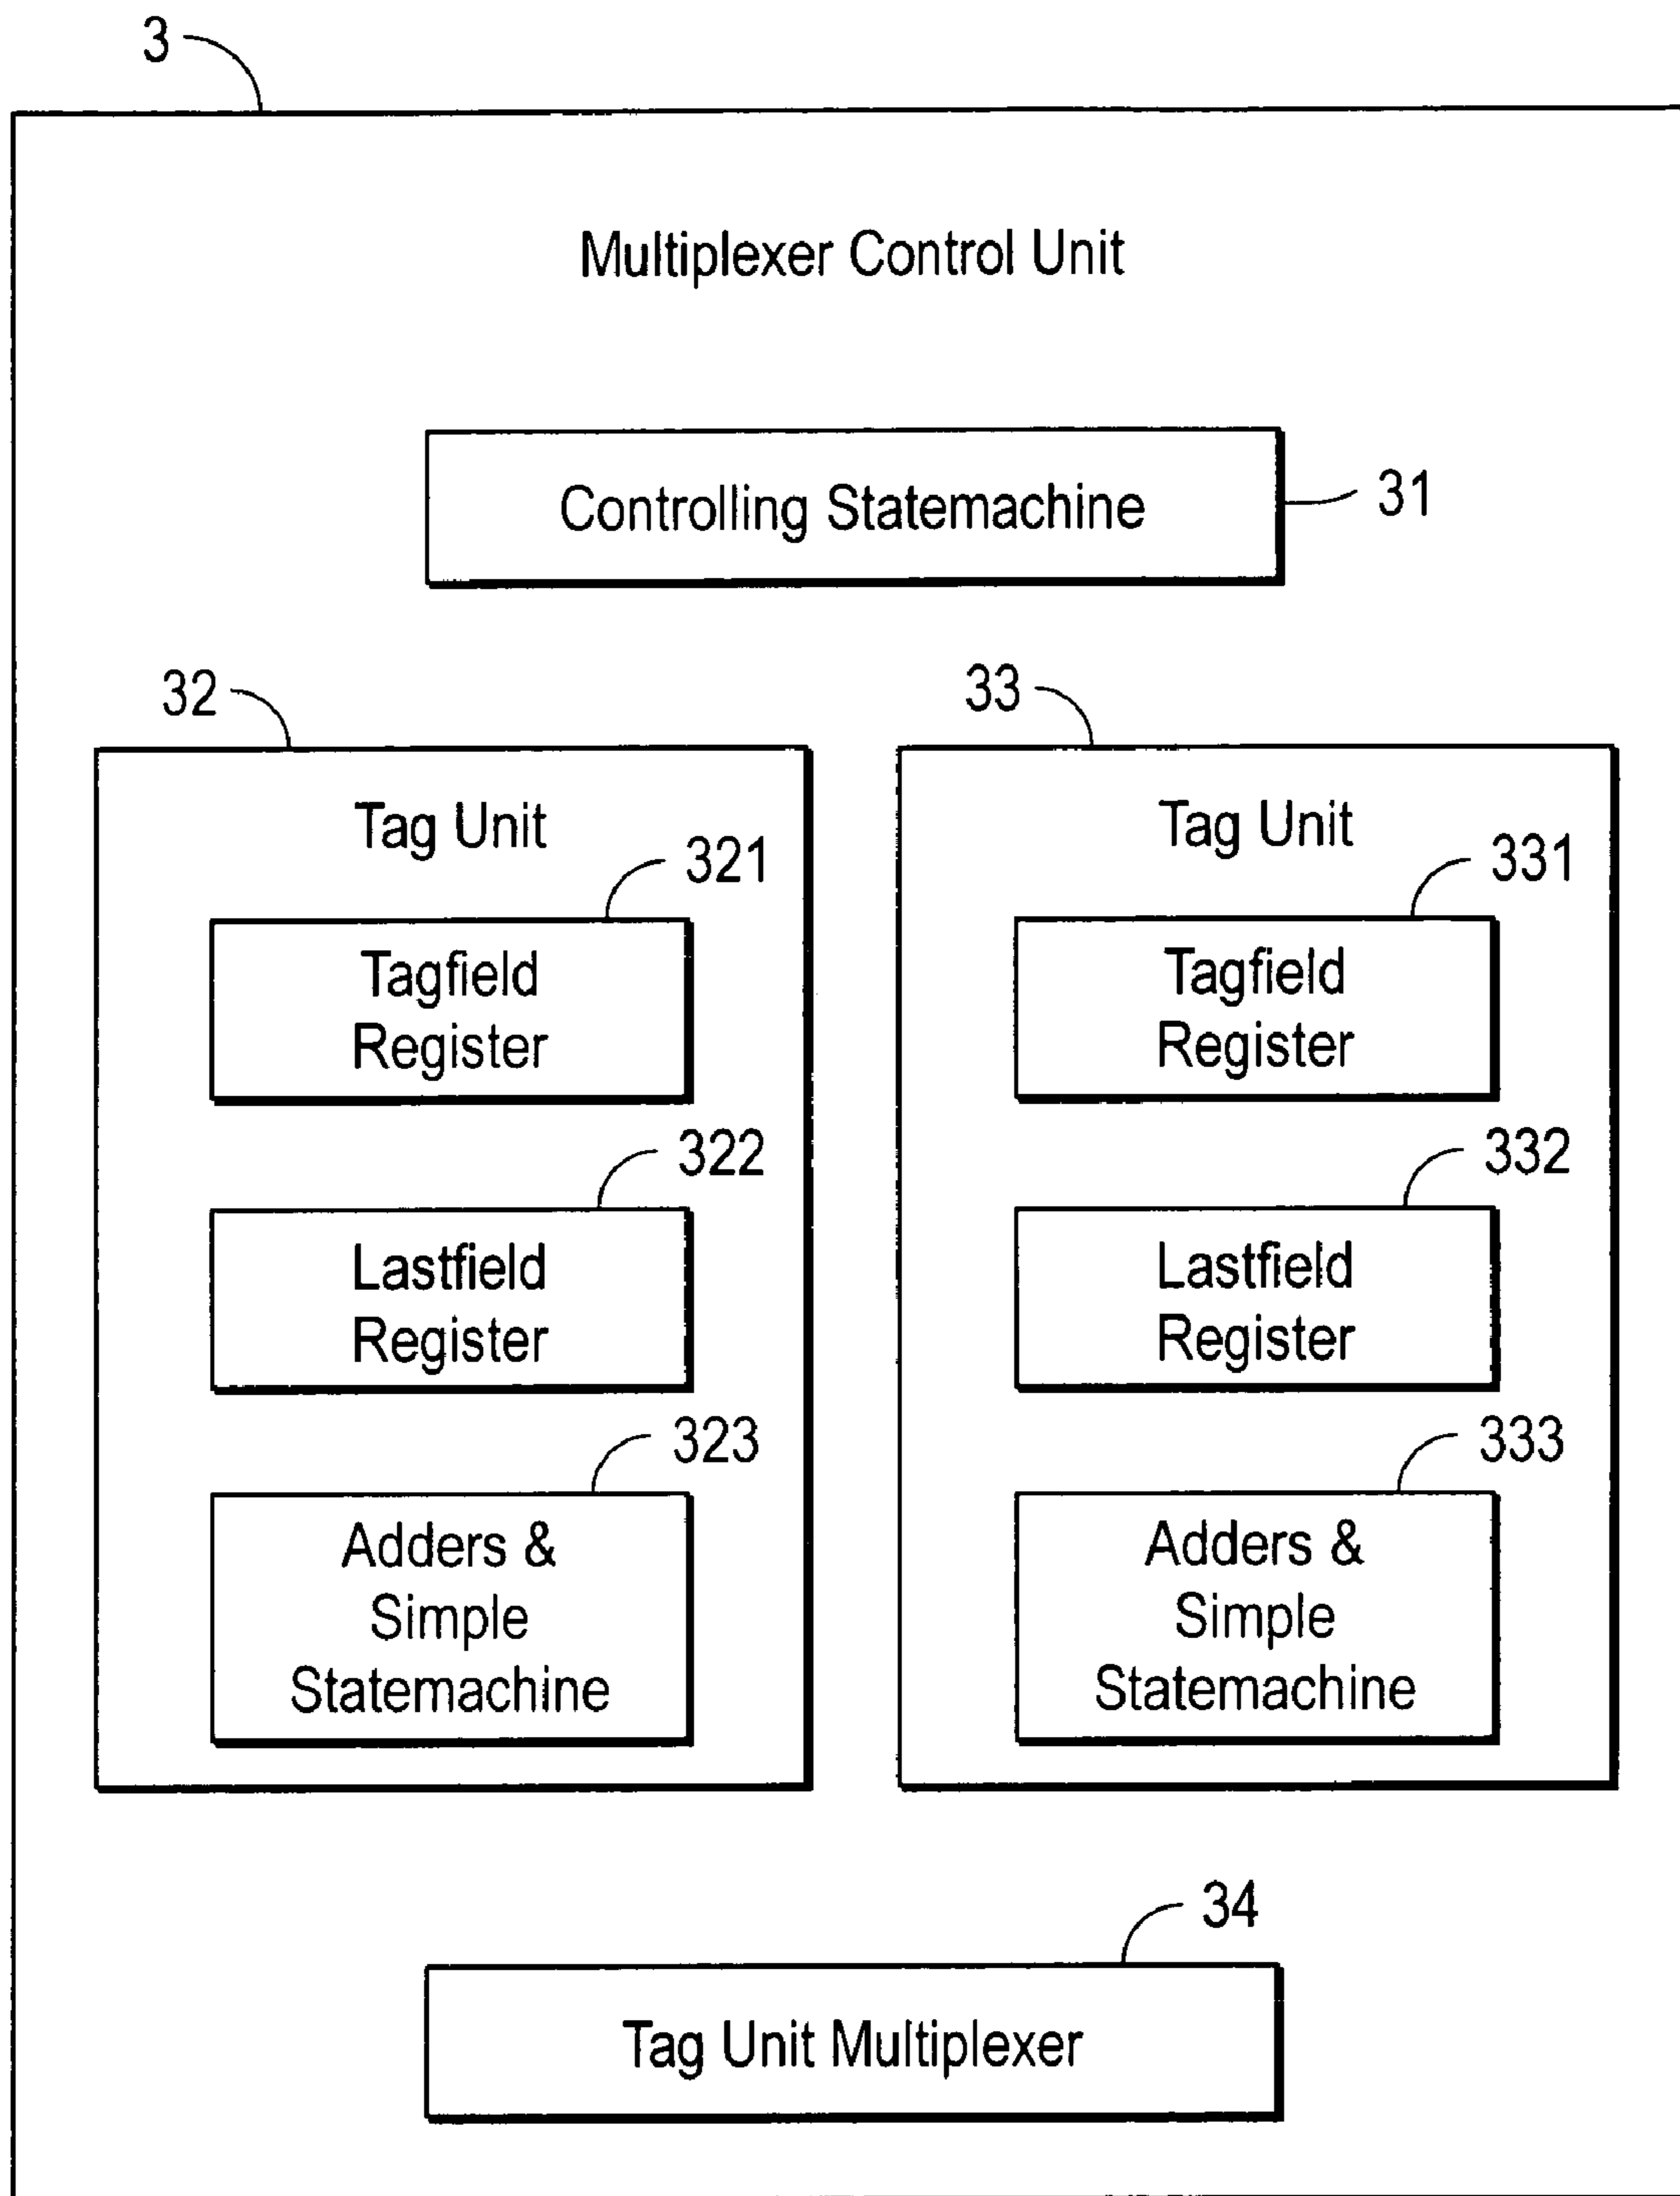 3
Multiplexer Control Unit
Controlling Statemachine
31
32
33
Tag Unit
321
Tagfield
Register
322
Lastfield
Register
323
Adders &
Simple
Statemachine
Tag Unit
331
Tagfield
Register
332
Lastfield
Register
333
Adders &
Simple
Statemachine
34
Tag Unit Multiplexer